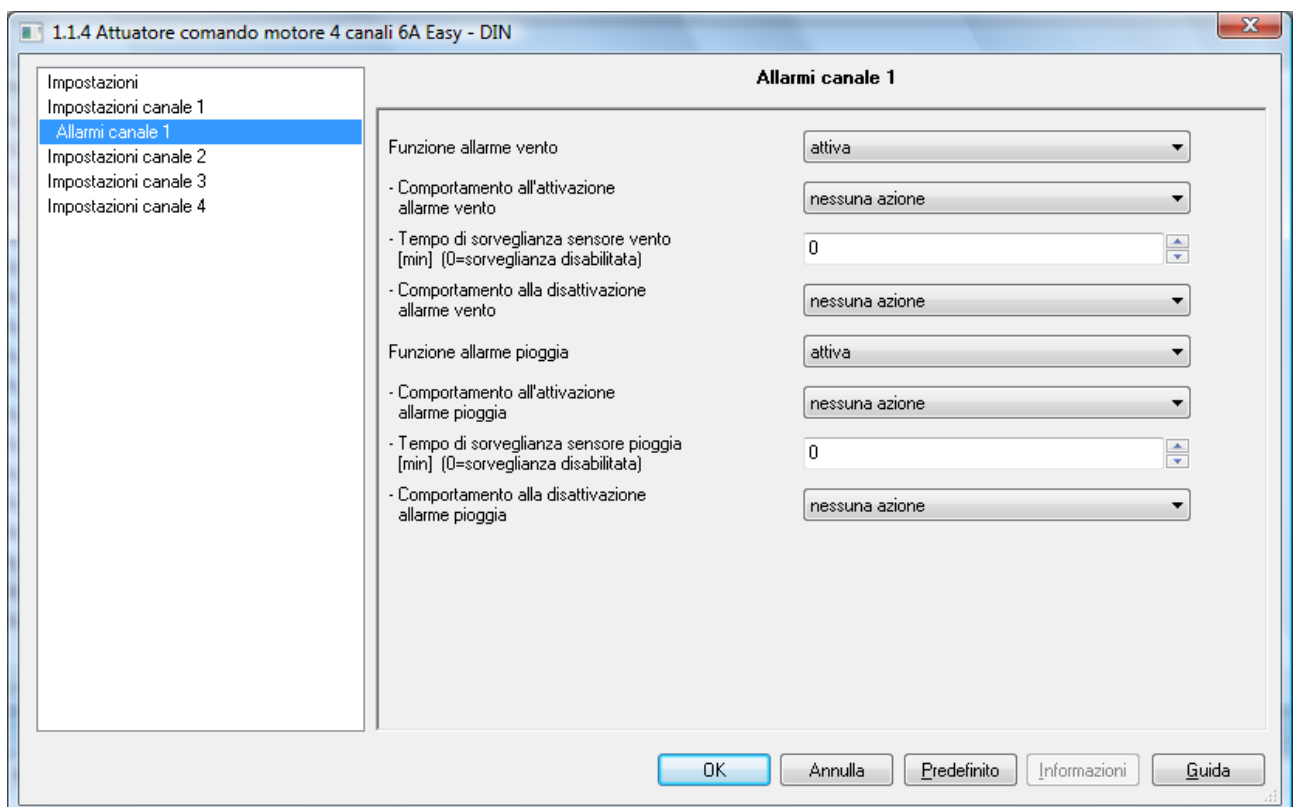 1.1.4 Attuatore comando motore 4 canali 6A Easy - DIN
Impostazioni
Impostazioni canale 1
Allarmi canale 1
Impostazioni canale 2
Impostazioni canale 3
Impostazioni canale 4
Allarmi canale 1
Funzione allarme vento
attiva
- Comportamento all'attivazione
allarme vento
nessuna azione
- Tempo di sorveglianza sensore vento
[min] (0=sorveglianza disabilitata)
0
- Comportamento alla disattivazione
allarme vento
nessuna azione
Funzione allarme pioggia
attiva
- Comportamento all'attivazione
allarme pioggia
nessuna azione
- Tempo di sorveglianza sensore pioggia
[min] (0=sorveglianza disabilitata)
0
- Comportamento alla disattivazione
allarme pioggia
nessuna azione
OK
Annulla
Predefinito
Informazioni
Guida